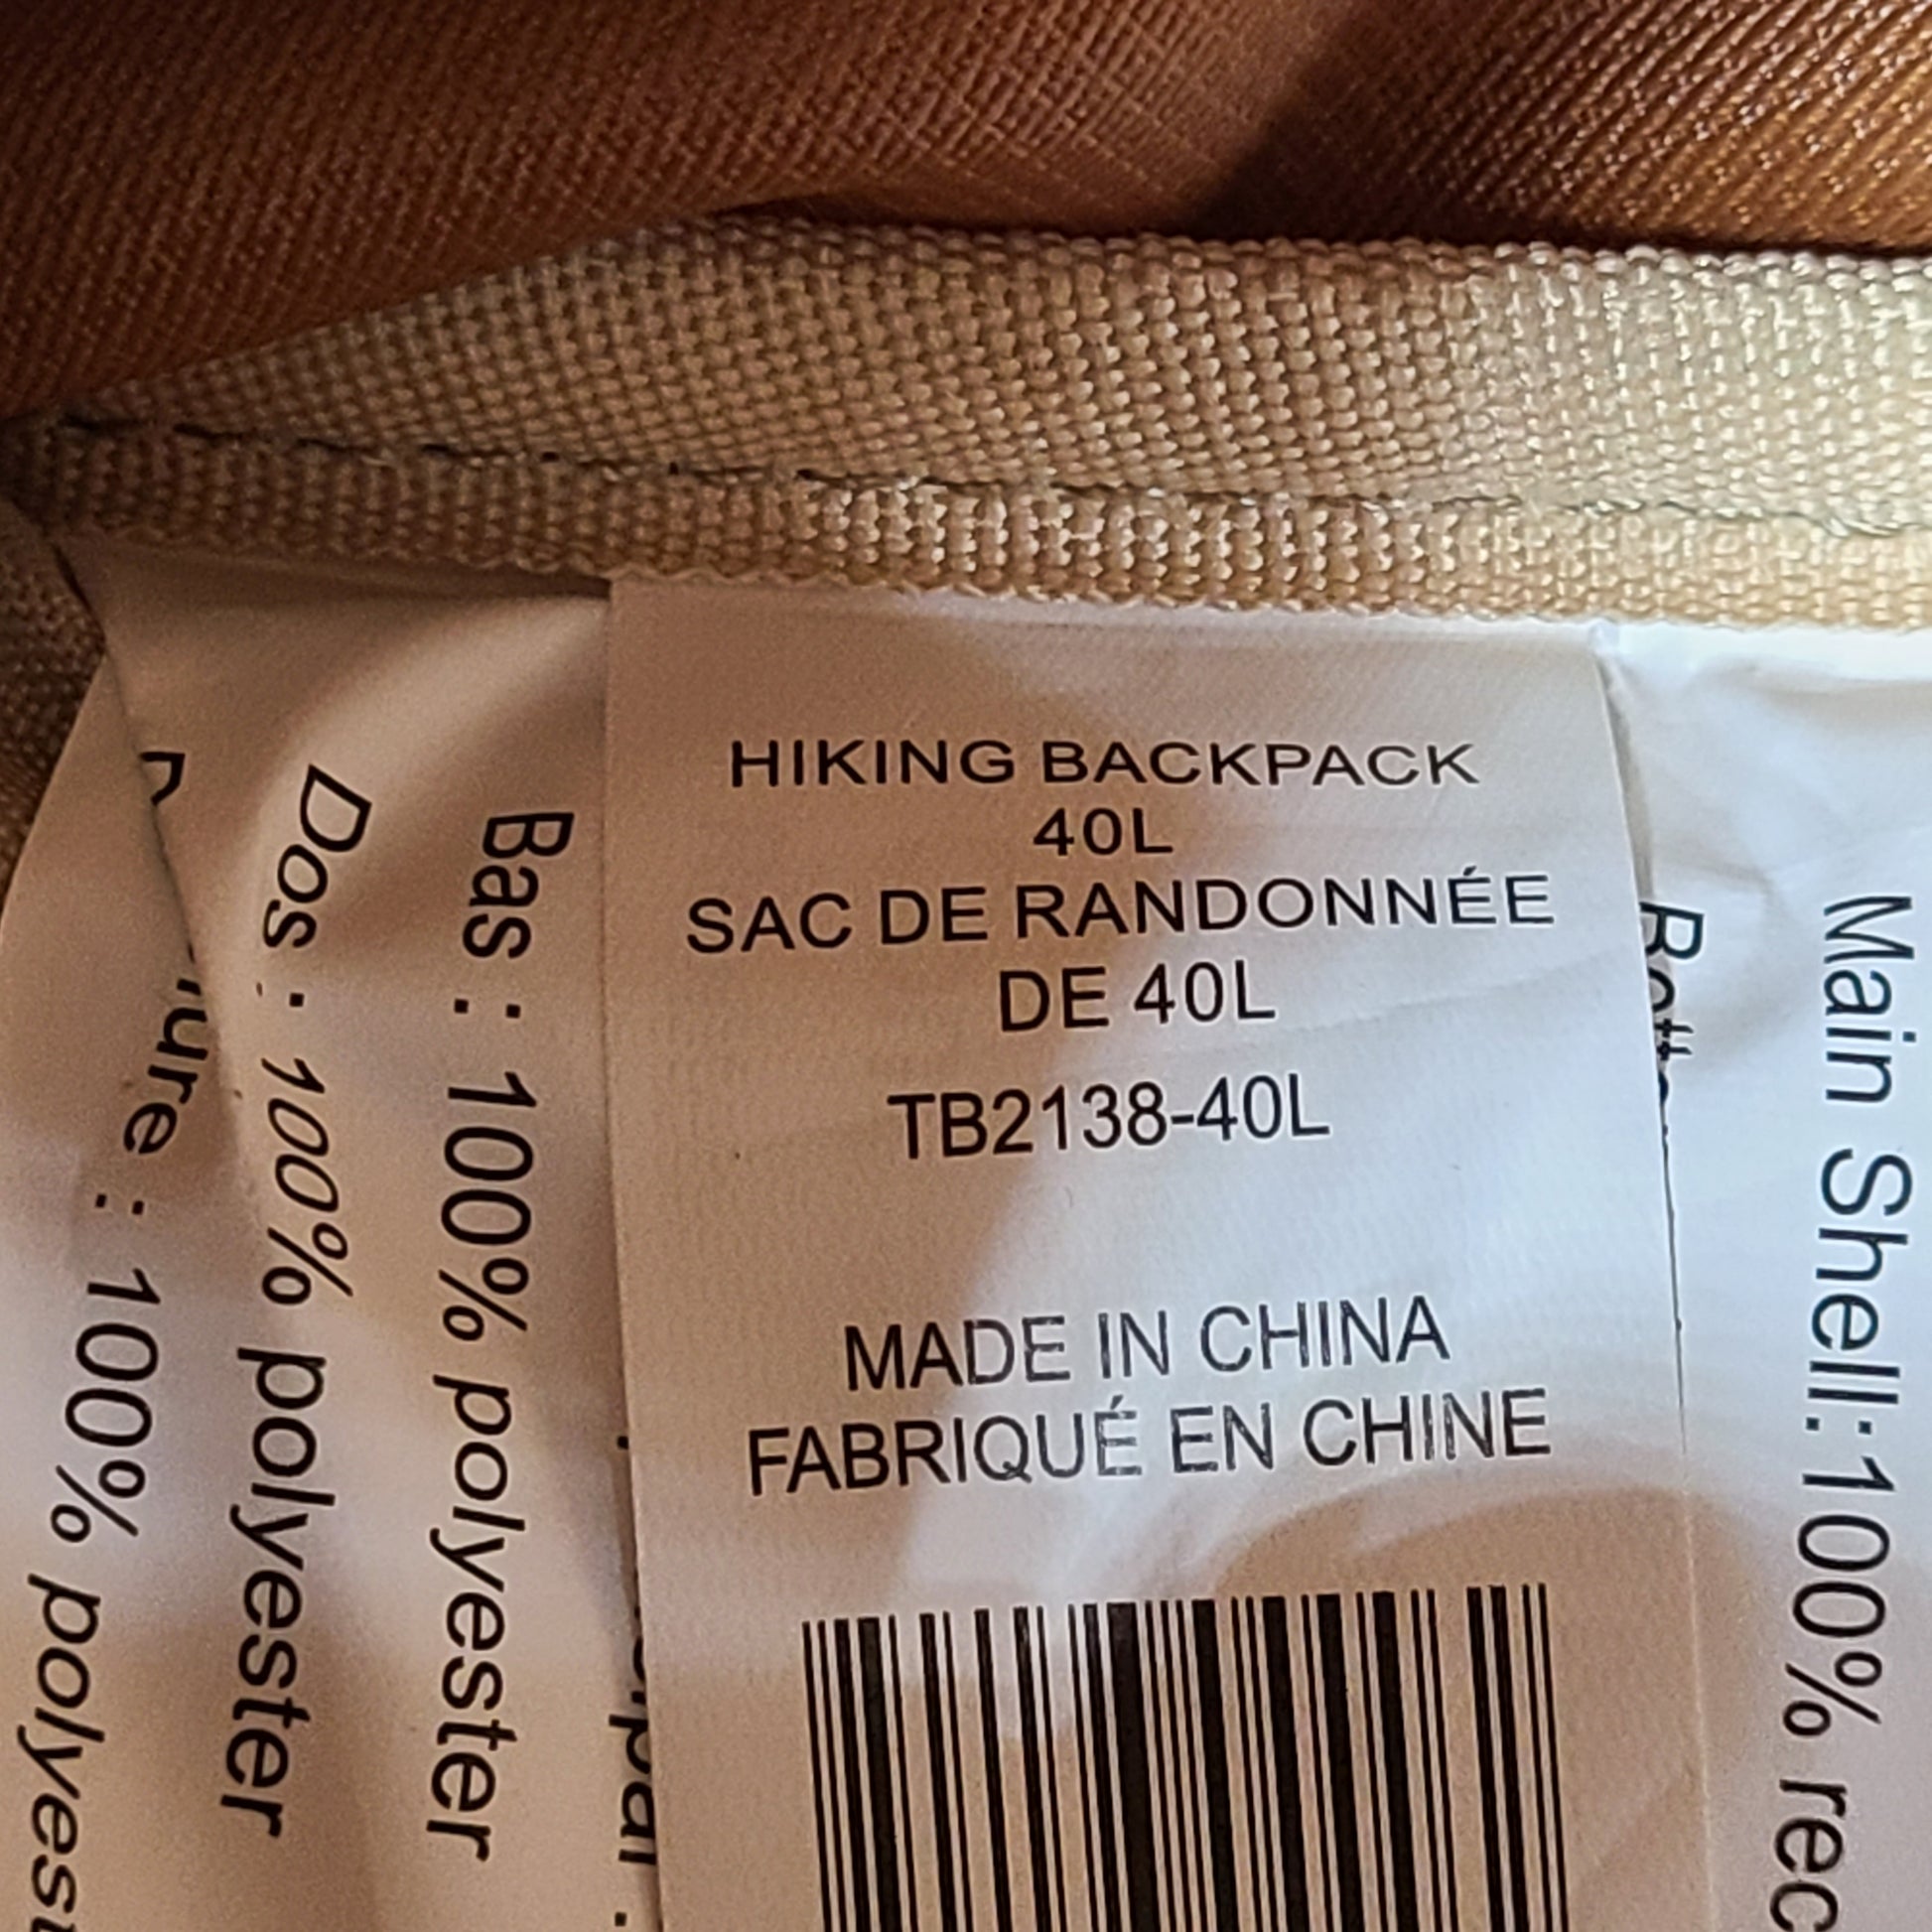 HIKING BACKPACK
40L
SAC DE RANDONNÉE
DE 40L
TB2138-40L
MADE IN CHINA
FABRIQUÉ EN CHINE
Bas : 100% polyester
Dos : 100% polyester
: 100%
Main Shell:100%